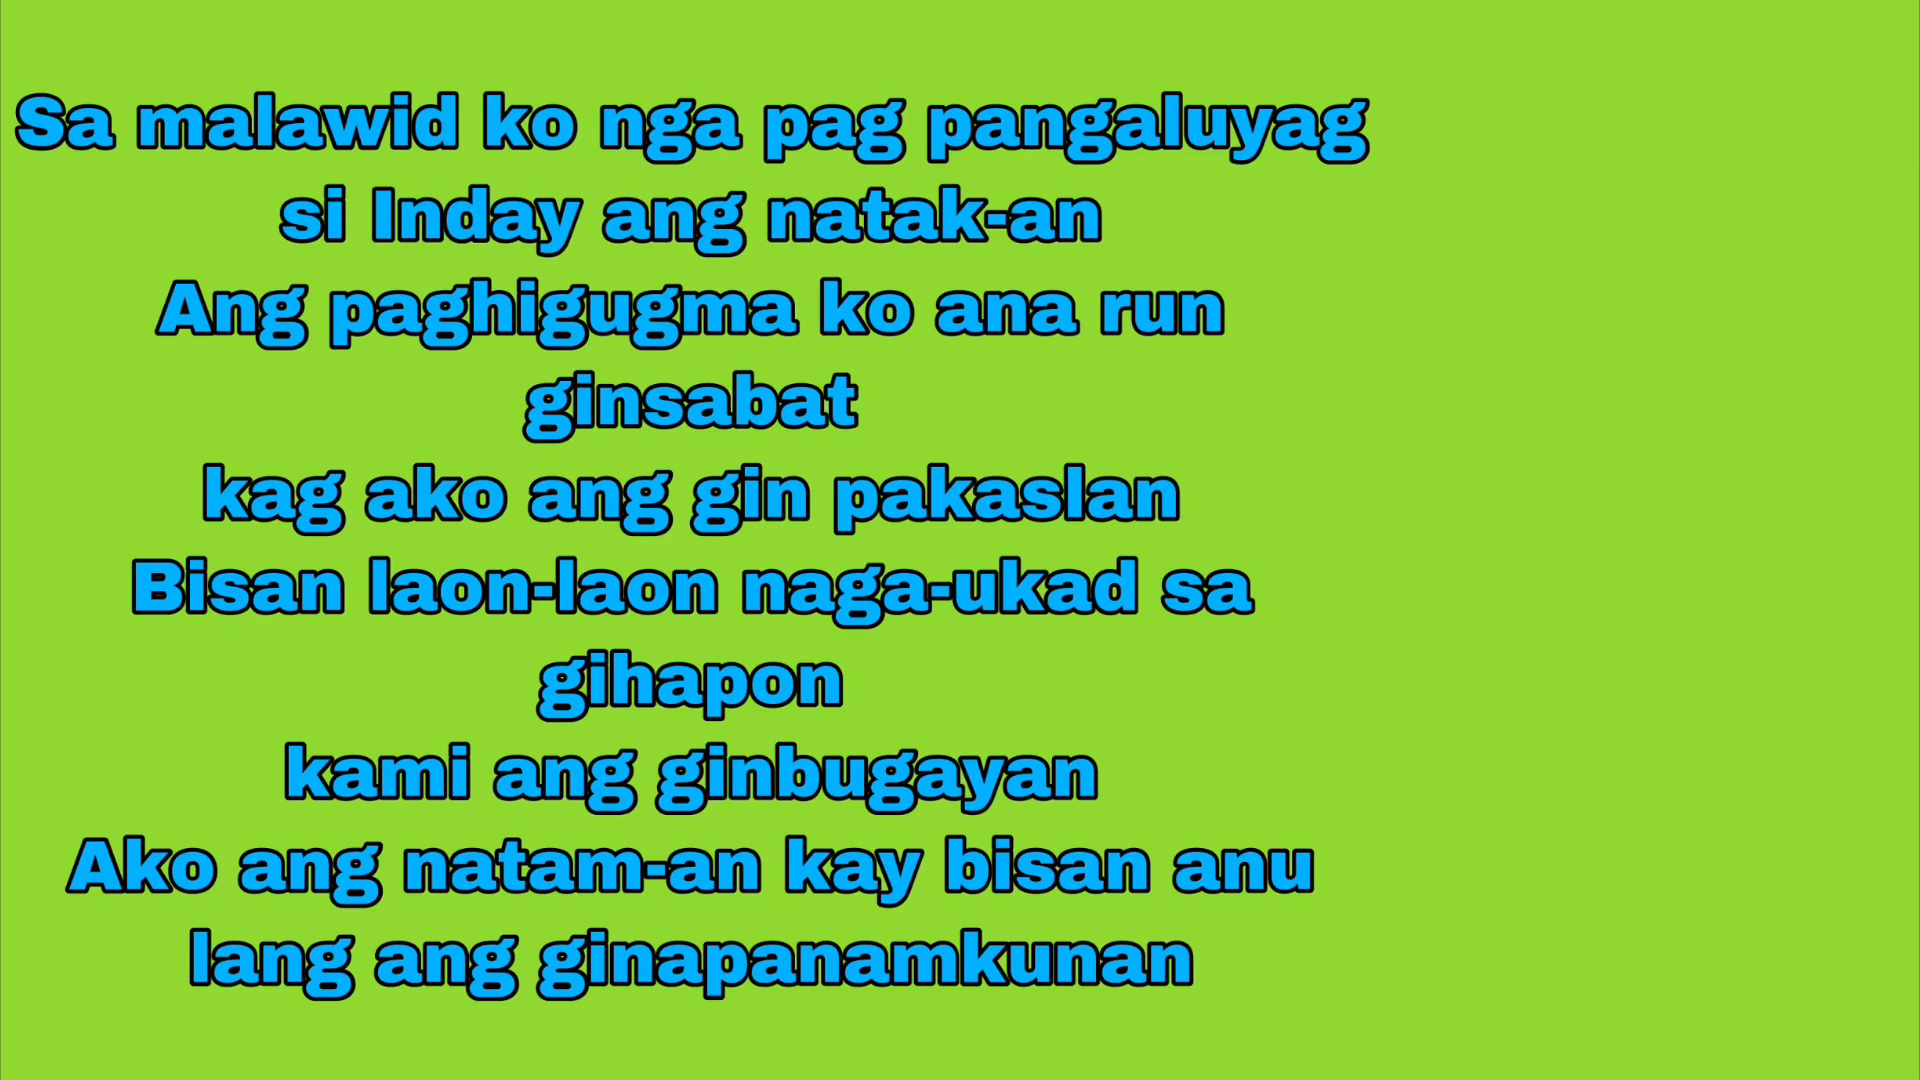 Sa malawid ko nga pag pangaluyag
si Inday ang natak-an
Ang paghigugma ko ana run
ginsabat
kag ako ang gin pakaslan
Bisan laon-laon naga-ukad sa
gihapon
kami ang ginbugayan
Ako ang natam-an kay bisan anu
lang ang ginapanamkunan